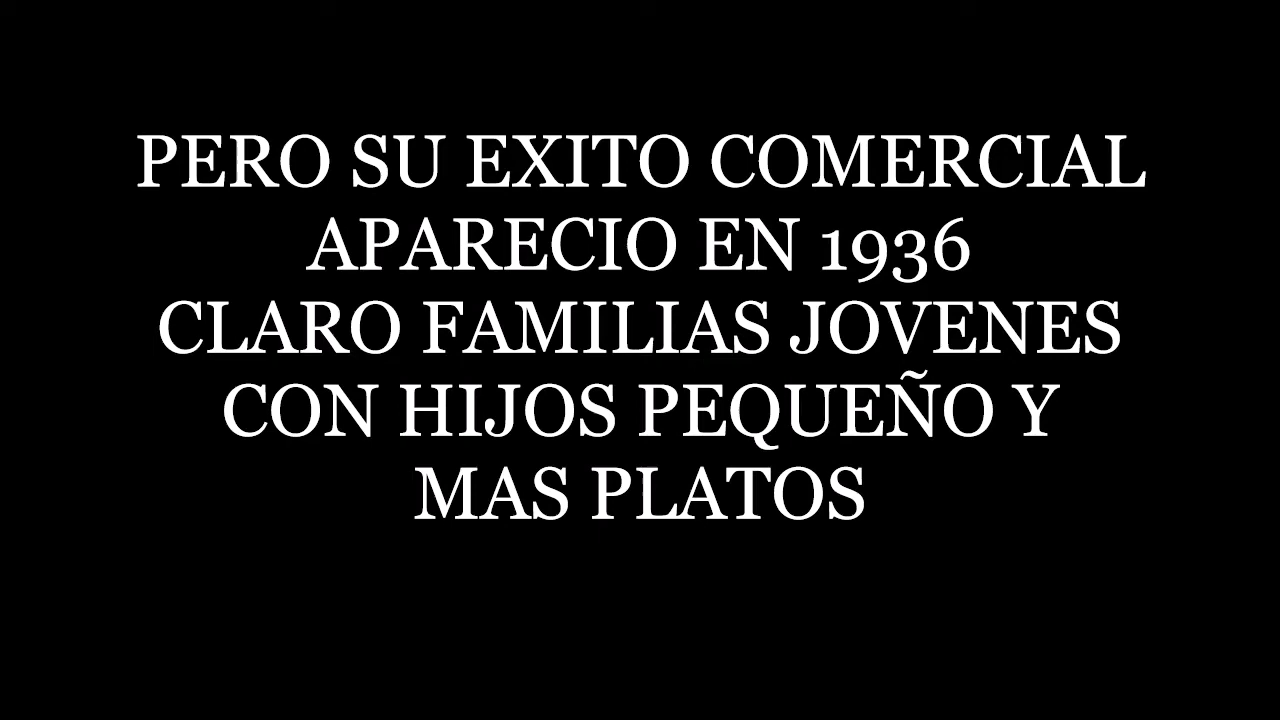 PERO SU EXITO COMERCIAL
APARECIO EN 1936
CLARO FAMILIAS JOVENES
CON HIJOS PEQUEÑO Y
MAS PLATOS